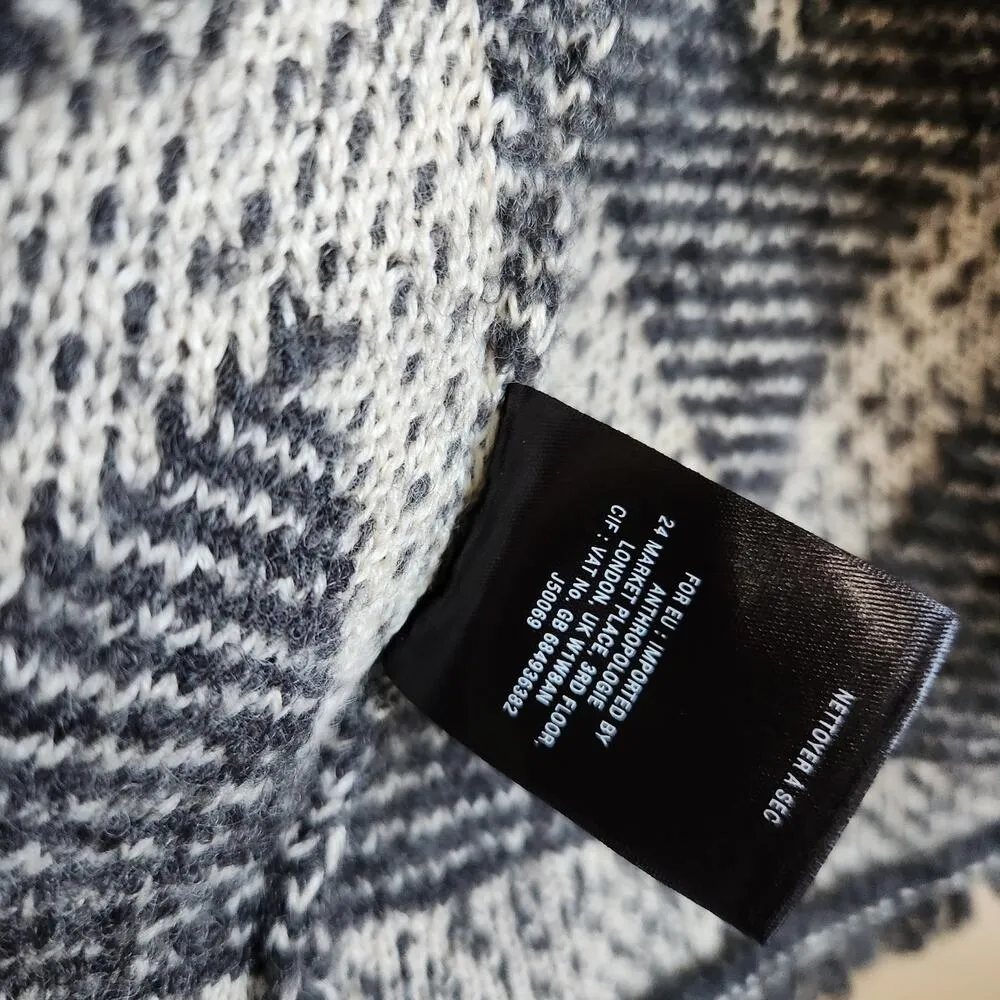 NETTOYER A SEC
FOR EU : IMPORTED BY
ANTHROPOLOGIE
24 MARKET PLACE, 3RD FLOOR,
LONDON, UK W1W8AN
CIF : VAT No. GB 684936382
J50069